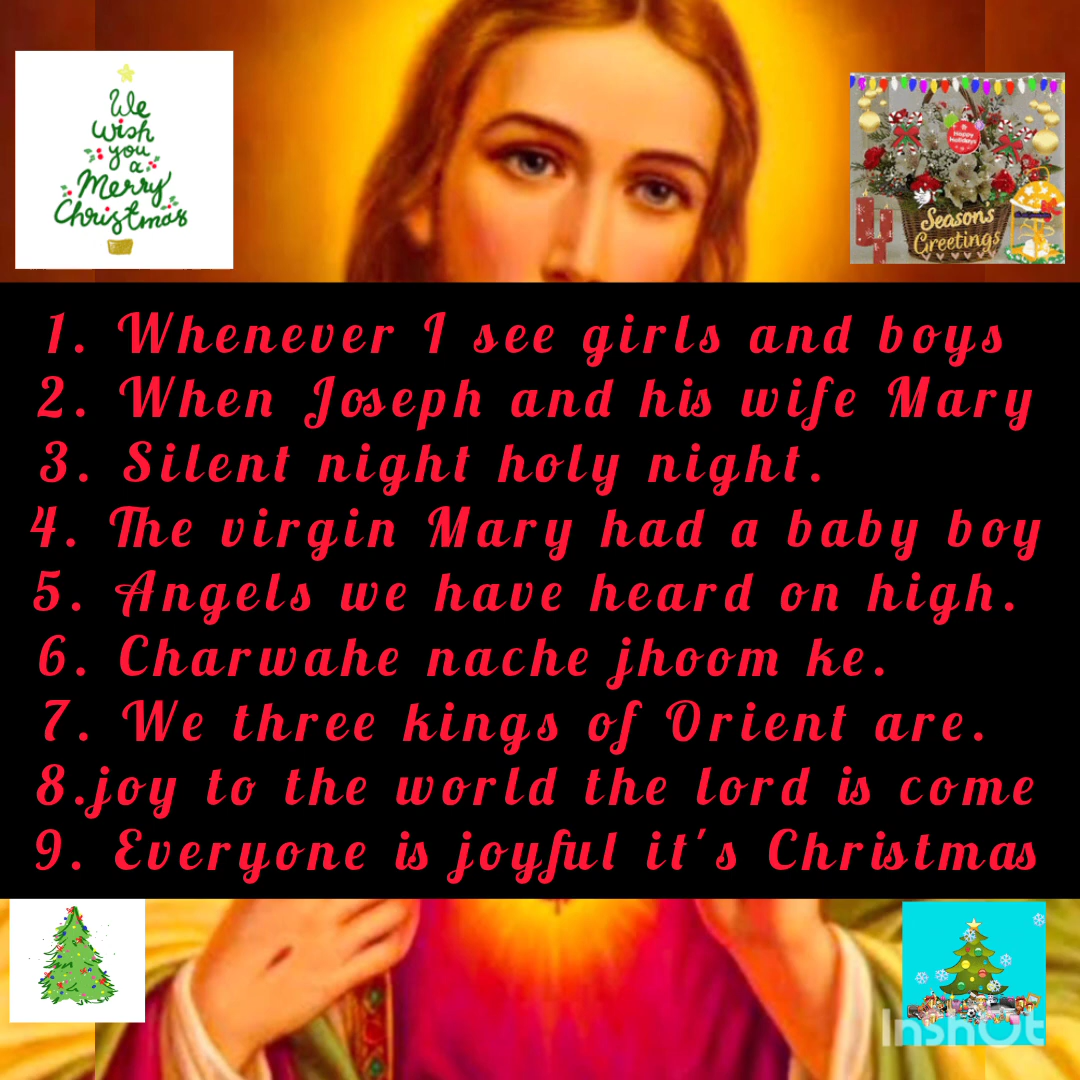 We
wish
you
a
Merry
Christmas
Happy
Holidays
Season's
Greetings
1. Whenever I see girls and boys
2. When Joseph and his wife Mary
3. Silent night holy night.
4. The virgin Mary had a baby boy
5. Angels we have heard on high.
6. Charwahe nache jhoom ke.
7. We three kings of Orient are.
8.joy to the world the lord is come
9. Everyone is joyful it's Christmas
InShOt